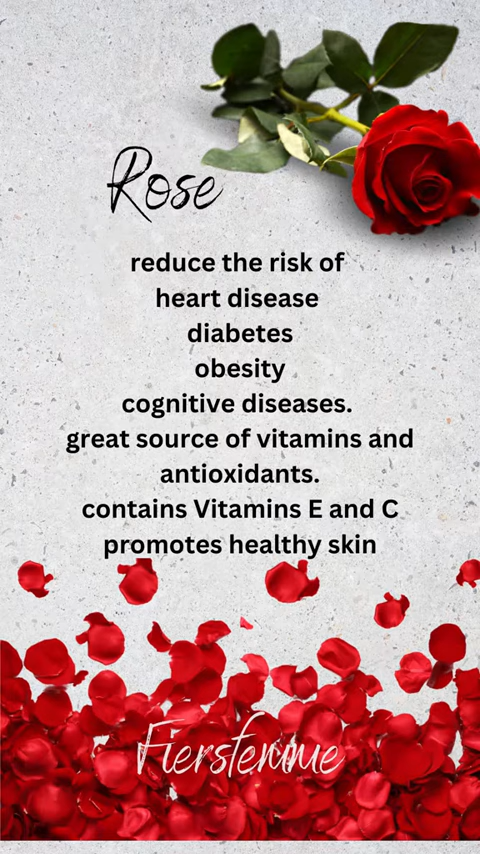 Rose
reduce the risk of
heart disease
diabetes
obesity
cognitive diseases.
great source of vitamins and
antioxidants.
contains Vitamins E and C
promotes healthy skin
Fiersfemme